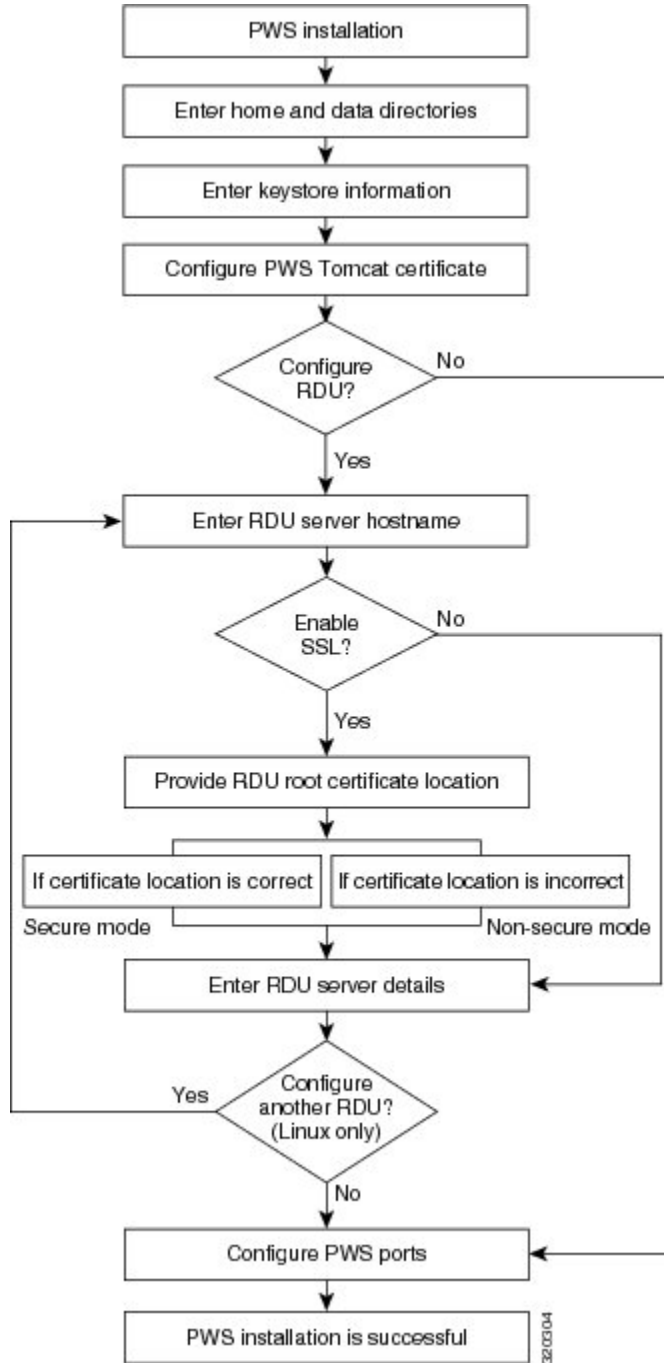 PWS installation
Enter home and data directories
Enter keystore information
Configure PWS Tomcat certificate
Configure
RDU?
No
Yes
Enter RDU server hostname
Enable
SSL?
No
Yes
Provide RDU root certificate location
If certificate location is correct
If certificate location is incorrect
Secure mode
Non-secure mode
Enter RDU server details
Configure
another RDU?
(Linux only)
Yes
No
Configure PWS ports
PWS installation is successful
320304